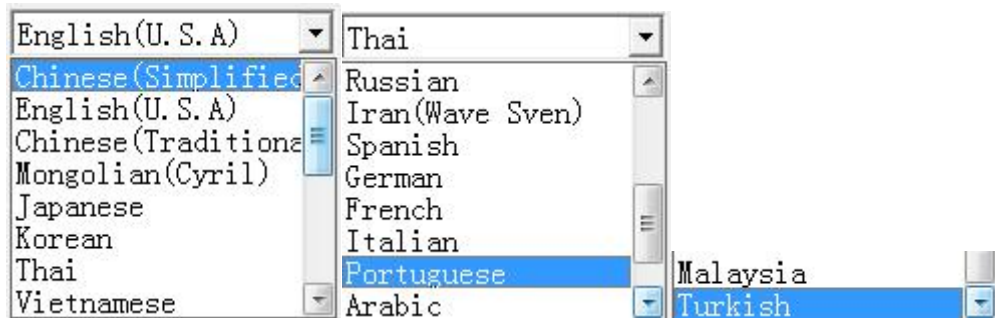 English(U.S.A)
Chinese(Simplified
English(U.S.A)
Chinese(Traditiona
Mongolian(Cyril)
Japanese
Korean
Thai
Vietnamese
Thai
Russian
Iran(Wave Sven)
Spanish
German
French
Italian
Portuguese
Arabic
Malaysia
Turkish